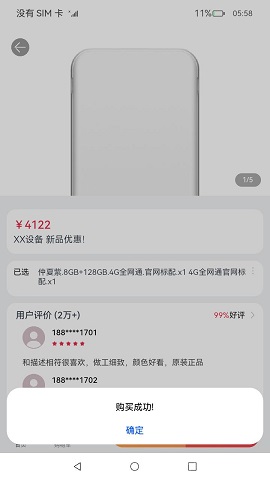 没有 SIM 卡
11%
05:58
1/5
￥4122
XX设备 新品优惠!
已选
仲夏紫.8GB+128GB.4G全网通.官网标配.x1 4G全网通官网标
配.x1
用户评价 (2万+)
99%好评
188****1701
和描述相符很喜欢，做工细致，颜色好看，原装正品
188****1702
购买成功!
确定